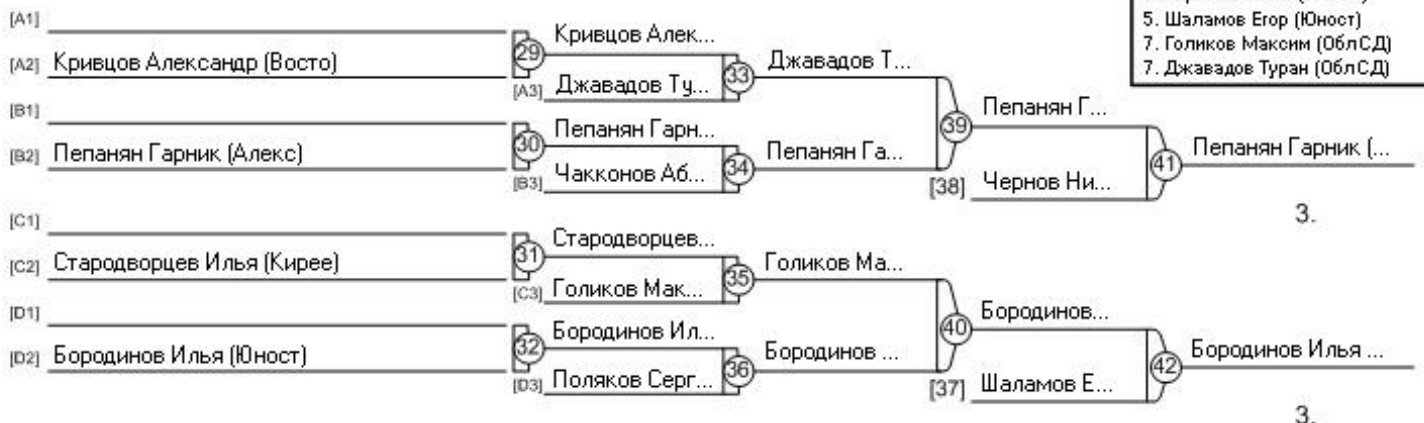 5. Шаламов Егор (Юност)
7. Голиков Максим (ОблСД)
7. Джавадов Туран (ОблСД)
[A1]
[A2] Кривцов Александр (Восто)
29
Кривцов Алек...
[A3] Джавадов Ту...
33
Джавадов Т...
[B1]
[B2] Пепанян Гарник (Алекс)
30
Пепанян Гарн...
[B3] Чакконов Аб...
34
Пепанян Га...
39
Пепанян Г...
[38] Чернов Ни...
41
Пепанян Гарник (...
3.
[C1]
[C2] Стародворцев Илья (Кирее)
31
Стародворцев...
[C3] Голиков Мак...
35
Голиков Ма...
[D1]
[D2] Бородинов Илья (Юност)
32
Бородинов Ил...
[D3] Поляков Серг...
36
Бородинов ...
40
Бородинов...
[37] Шаламов Е...
42
Бородинов Илья ...
3.